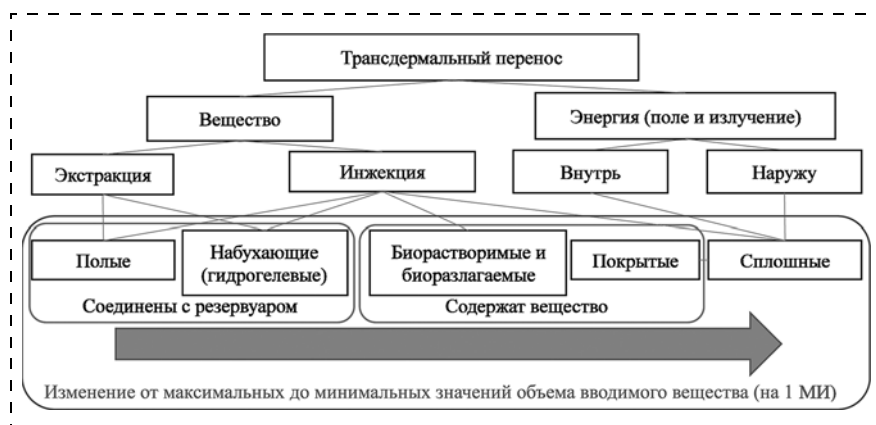 Трансдермальный перенос
Вещество
Энергия (поле и излучение)
Экстракция
Инжекция
Внутрь
Наружу
Полые
Набухающие
(гидрогелевые)
Биорастворимые и
биоразлагаемые
Покрытые
Сплошные
Соединены с резервуаром
Содержат вещество
Изменение от максимальных до минимальных значений объема вводимого вещества (на 1 МИ)